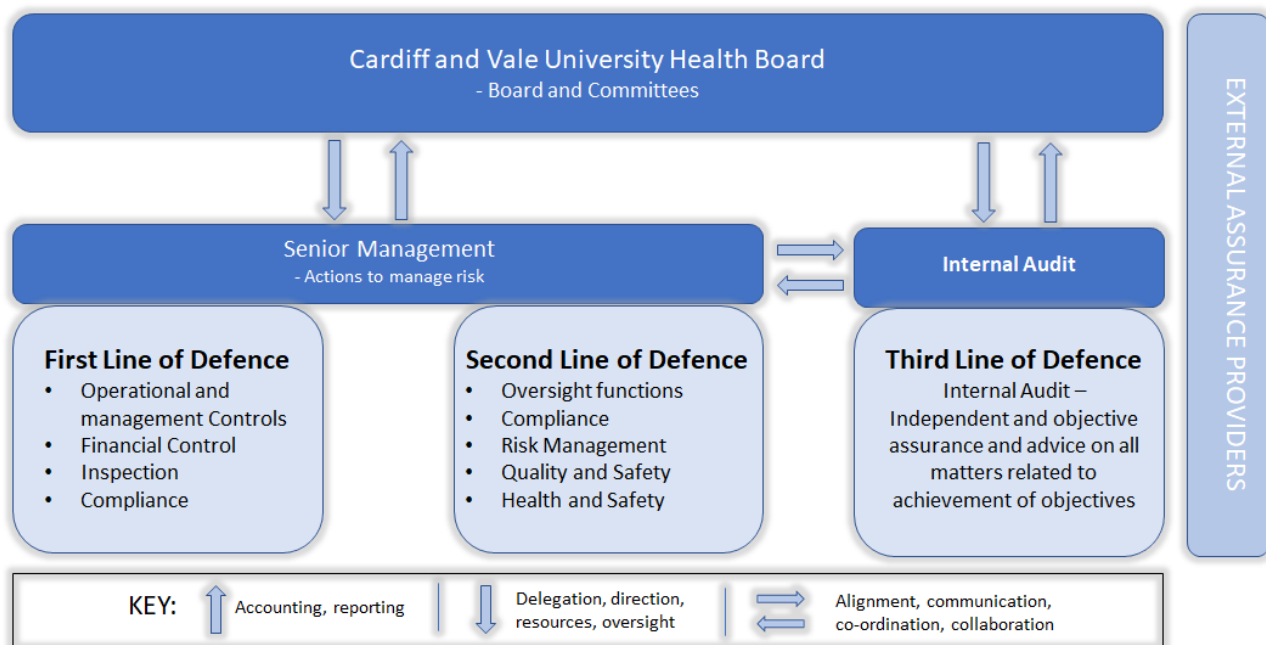 Cardiff and Vale University Health Board
- Board and Committees
EXTERNAL ASSURANCE PROVIDERS
Senior Management
- Actions to manage risk
Internal Audit
First Line of Defence
• Operational and
management Controls
• Financial Control
• Inspection
• Compliance
Second Line of Defence
• Oversight functions
• Compliance
• Risk Management
• Quality and Safety
• Health and Safety
Third Line of Defence
Internal Audit –
Independent and objective
assurance and advice on all
matters related to
achievement of objectives
KEY:
Accounting, reporting
Delegation, direction,
resources, oversight
Alignment, communication,
co-ordination, collaboration